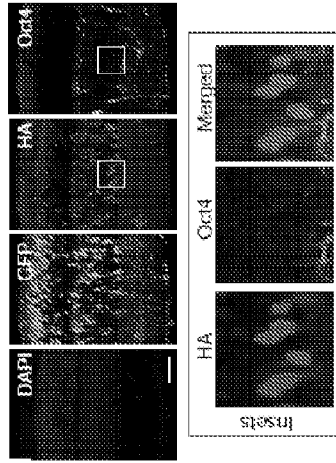 DAPI
GFP
HA
Oct4
Insets
HA
Oct4
Merged